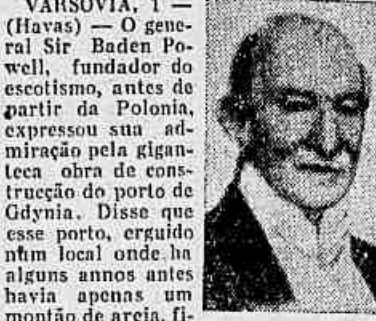 VARSOVIA, 1 —
(Havas) — O gene-
ral Sir Baden Po-
well, fundador do
escotismo, antes de
partir da Polonia,
expressou sua ad-
miração pela gigan-
teca obra de cons-
trucção do porto de
Gdynia. Disse que
esse porto, erguido
num local onde ha
alguns annos antes
havia apenas um
montão de areia, fi-